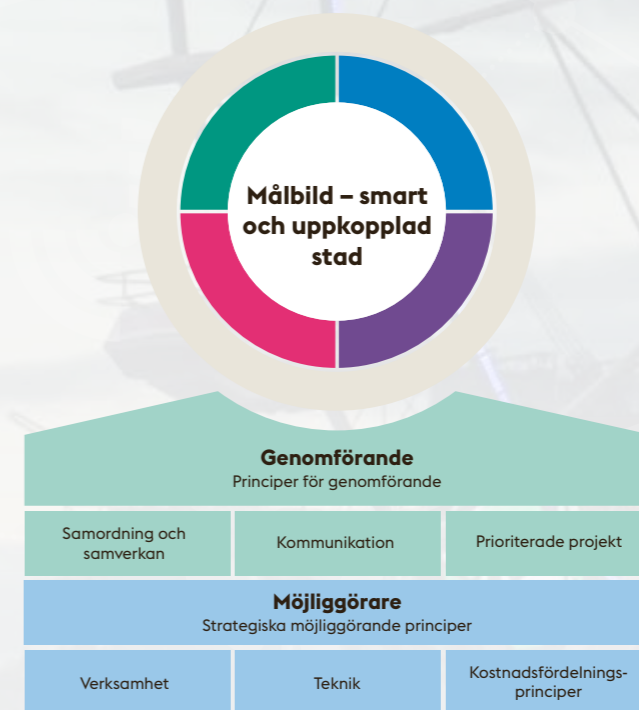 Målbild – smart
och uppkopplad
stad
Genomförande
Principer för genomförande
Samordning och
samverkan
Kommunikation
Prioriterade projekt
Möjliggörare
Strategiska möjliggörande principer
Verksamhet
Teknik
Kostnadsfördelnings-
principer